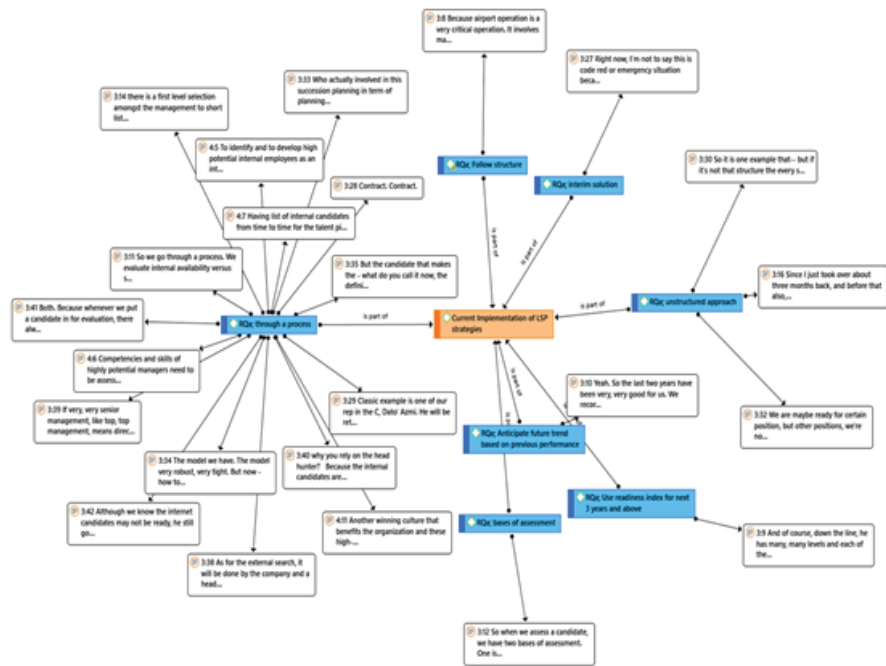 3:8 Because airport operation is a
very critical operation. It involves
ma...
3:27 Right now, I'm not to say this is
code red or emergency situation
beca...
3:33 Who actually involved in this
succession planning in term of
planning...
3:14 there is a first level selection
amongst the management to short
list...
4:5 To identify and to develop high
potential internal employees as an
int...
RQa; Follow structure
RQa; interim solution
3:30 So it is one example that-- but if
it's not that structure the every s...
3:28 Contract. Contract.
4:7 Having list of internal candidates
from time to time for the talent pi...
is part of
is part of
3:11 So we go through a process. We
evaluate internal availability versus
s...
3:35 But the candidate that makes
the - what do you call it now, the
defini...
3:16 Since I just took over about
three months back, and before that
also,...
3:41 Both. Because whenever we put
a candidate in for evaluation, there
alw...
RQa; through a process
is part of
Current Implementation of LSP
strategies
is part of
RQa; unstructured approach
4:6 Competencies and skills of
highly potential managers need to
be assess...
is part of
3:10 Yeah. So the last two years have
been very, very good for us. We
recor...
3:29 Classic example is one of our
rep in the C, Dato' Azmi. He will be
ret...
3:39 If very, very senior
management, like top, top
management, means direc...
3:32 We are maybe ready for certain
position, but other positions, we're
no...
RQa; Anticipate future trend
based on previous performance
3:34 The model we have. The model
very robust, very tight. But now -
how to...
3:40 why you rely on the head
hunter? Because the internal
candidates are...
RQa; Use readiness index for next
3 years and above
3:42 Although we know the internet
candidates may not be ready, he still
go...
4:11 Another winning culture that
benefits the organization and these
high-...
RQa; bases of assessment
3:9 And of course, down the line, he
has many, many levels and each of
the...
3:38 As for the external search, it
will be done by the company and a
head...
3:12 So when we assess a candidate,
we have two bases of assessment.
One is...